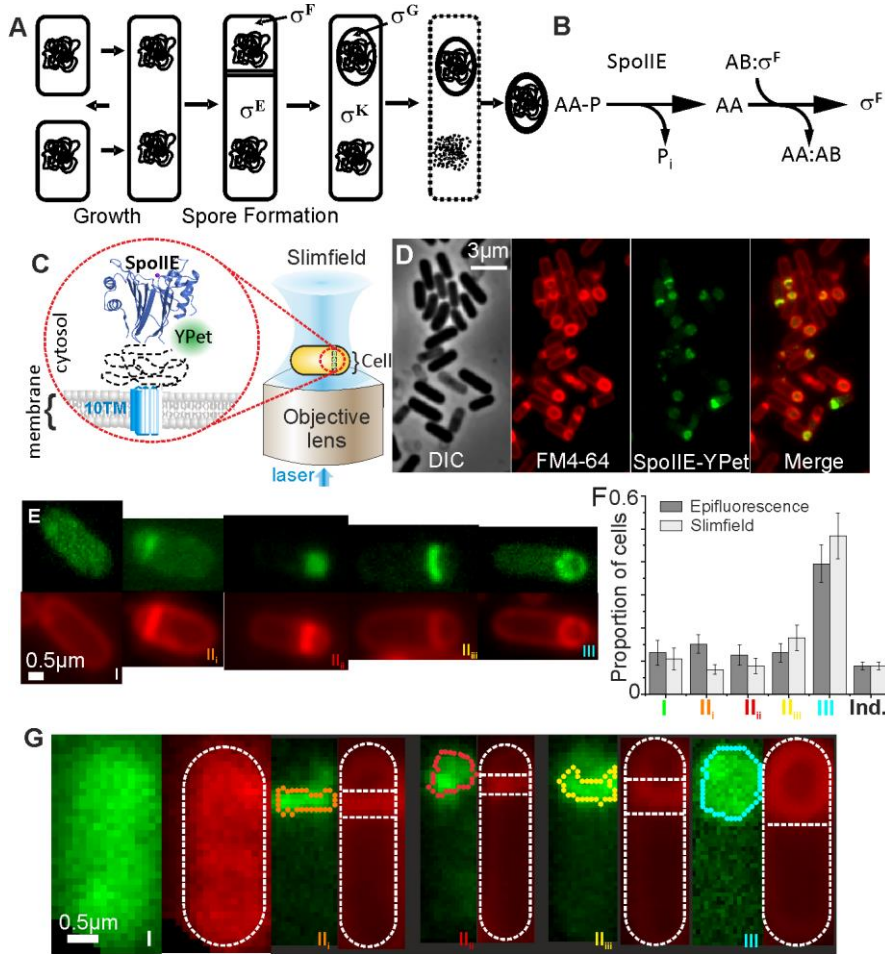 A
σF
σG
B
SpoIIE
AB:σF
σE
σK
AA-P
AA
σF
Pi
AA:AB
Growth
Spore Formation
C
SpoIIE
Slimfield
D
3µm
YPet
cytosol
membrane
10TM
Cell
Objective
lens
laser
DIC
FM4-64
SpoIIE-YPet
Merge
E
F
0.6
Epifluorescence
Slimfield
Proportion of cells
0
0.5µm
I
IIi
IIii
IIiii
III
I
IIi
IIii
IIiii
III
Ind.
G
0.5µm
I
IIi
IIii
IIiii
III